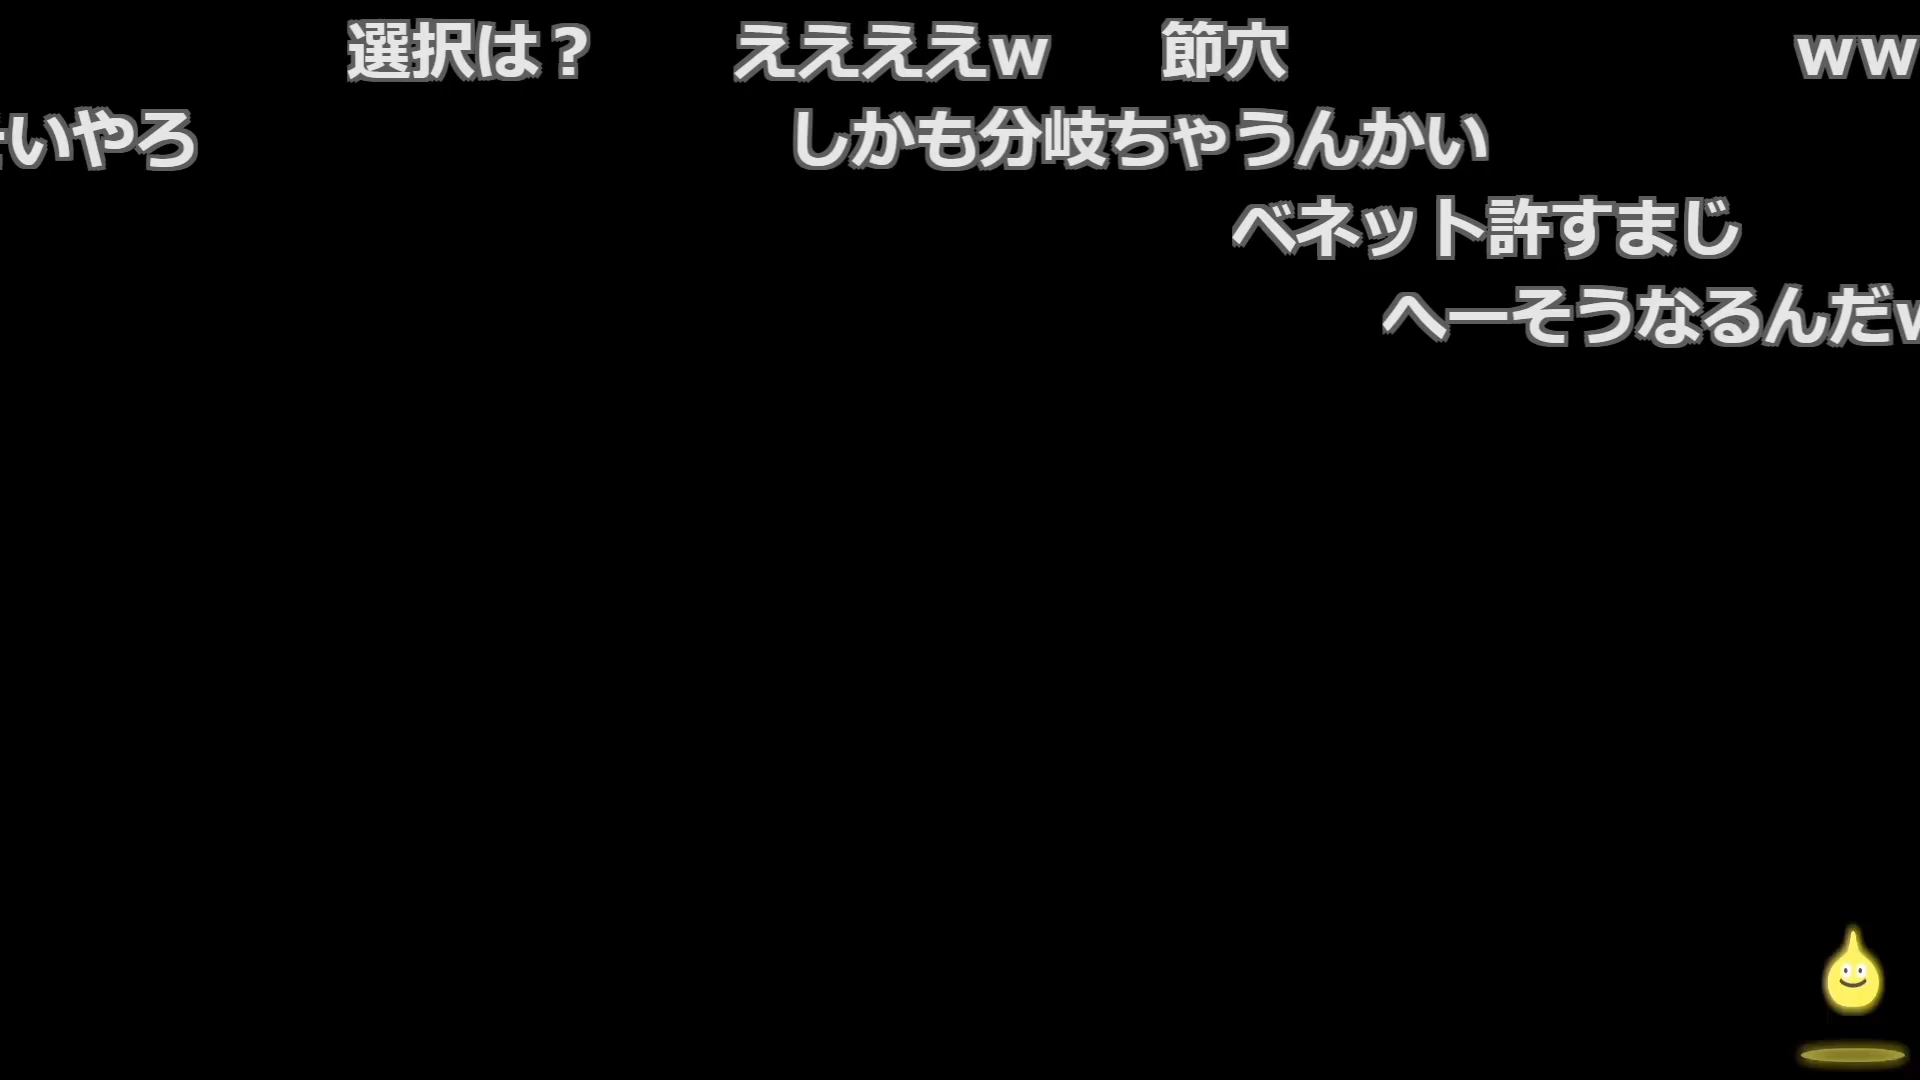 選択は？ ええええｗ 節穴 ｗｗ
いやろ しかも分岐ちゃうんかい
ベネット許すまじ
へーそうなるんだｗ